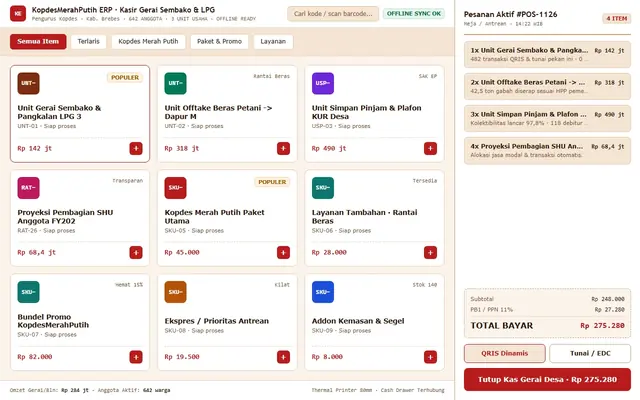 KE
KopdesMerahPutih ERP · Kasir Gerai Sembako & LPG
Pengurus Kopdes · Kab. Brebes · 642 ANGGOTA · 3 UNIT USAHA · OFFLINE READY
Cari kode / scan barcode...
OFFLINE SYNC OK
Semua Item
Terlaris
Kopdes Merah Putih
Paket & Promo
Layanan
UNT-
POPULER
Unit Gerai Sembako &
Pangkalan LPG 3
UNT-01 · Siap proses
Rp 142 jt
+
UNT-
Rantai Beras
Unit Offtake Beras Petani ->
Dapur M
UNT-02 · Siap proses
Rp 318 jt
+
USP-
SAK EP
Unit Simpan Pinjam & Plafon
KUR Desa
USP-03 · Siap proses
Rp 490 jt
+
RAT-
Transparan
Proyeksi Pembagian SHU
Anggota FY202
RAT-26 · Siap proses
Rp 68,4 jt
+
SKU-
POPULER
Kopdes Merah Putih Paket
Utama
SKU-05 · Siap proses
Rp 45.000
+
SKU-
Tersedia
Layanan Tambahan · Rantai
Beras
SKU-06 · Siap proses
Rp 28.000
+
SKU-
Hemat 15%
Bundel Promo
KopdesMerahPutih
SKU-07 · Siap proses
Rp 82.000
+
SKU-
Kilat
Ekspres / Prioritas Antrean
SKU-08 · Siap proses
Rp 19.500
+
SKU-
Stok 140
Addon Kemasan & Segel
SKU-09 · Siap proses
Rp 8.000
+
Omzet Gerai/Bln: Rp 284 jt · Anggota Aktif: 642 warga
Thermal Printer 80mm · Cash Drawer Terhubung
Pesanan Aktif #POS-1126
Meja / Antrean · 14:22 WIB
4 ITEM
1x Unit Gerai Sembako & Pangka...
Rp 142 jt
482 transaksi QRIS & tunai pekan ini · 0 ...
2x Unit Offtake Beras Petani -> ...
Rp 318 jt
42,5 ton gabah diserap sesuai HPP peme...
3x Unit Simpan Pinjam & Plafon ...
Rp 490 jt
Kolektibilitas lancar 97,8% · 118 debitur ...
4x Proyeksi Pembagian SHU An...
Rp 68,4 jt
Alokasi jasa modal & transaksi otomatis.
Subtotal
Rp 248.000
PB1 / PPN 11%
Rp 27.280
TOTAL BAYAR
Rp 275.280
QRIS Dinamis
Tunai / EDC
Tutup Kas Gerai Desa · Rp 275.280